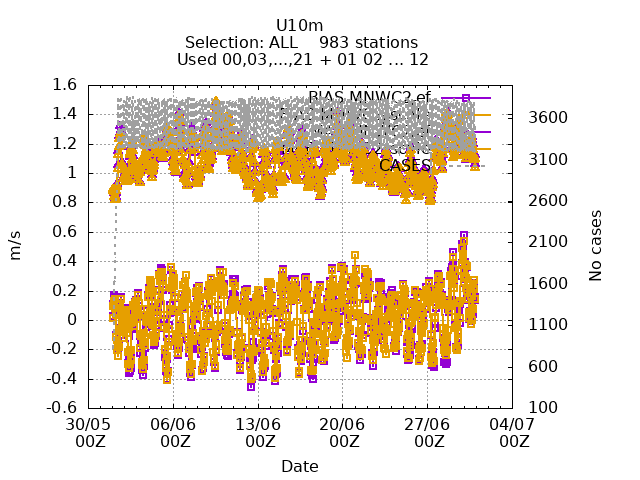 U10m
Selection: ALL    983 stations
Used 00,03,...,21 + 01 02 ... 12
1.6
1.4
1.2
1
0.8
0.6
0.4
0.2
0
-0.2
-0.4
-0.6
m/s
3600
3100
2600
2100
1600
1100
600
100
No cases
BIAS MNWC2 ef
CASES
30/05 06/06 13/06 20/06 27/06 04/07
00Z 00Z 00Z 00Z 00Z 00Z
Date